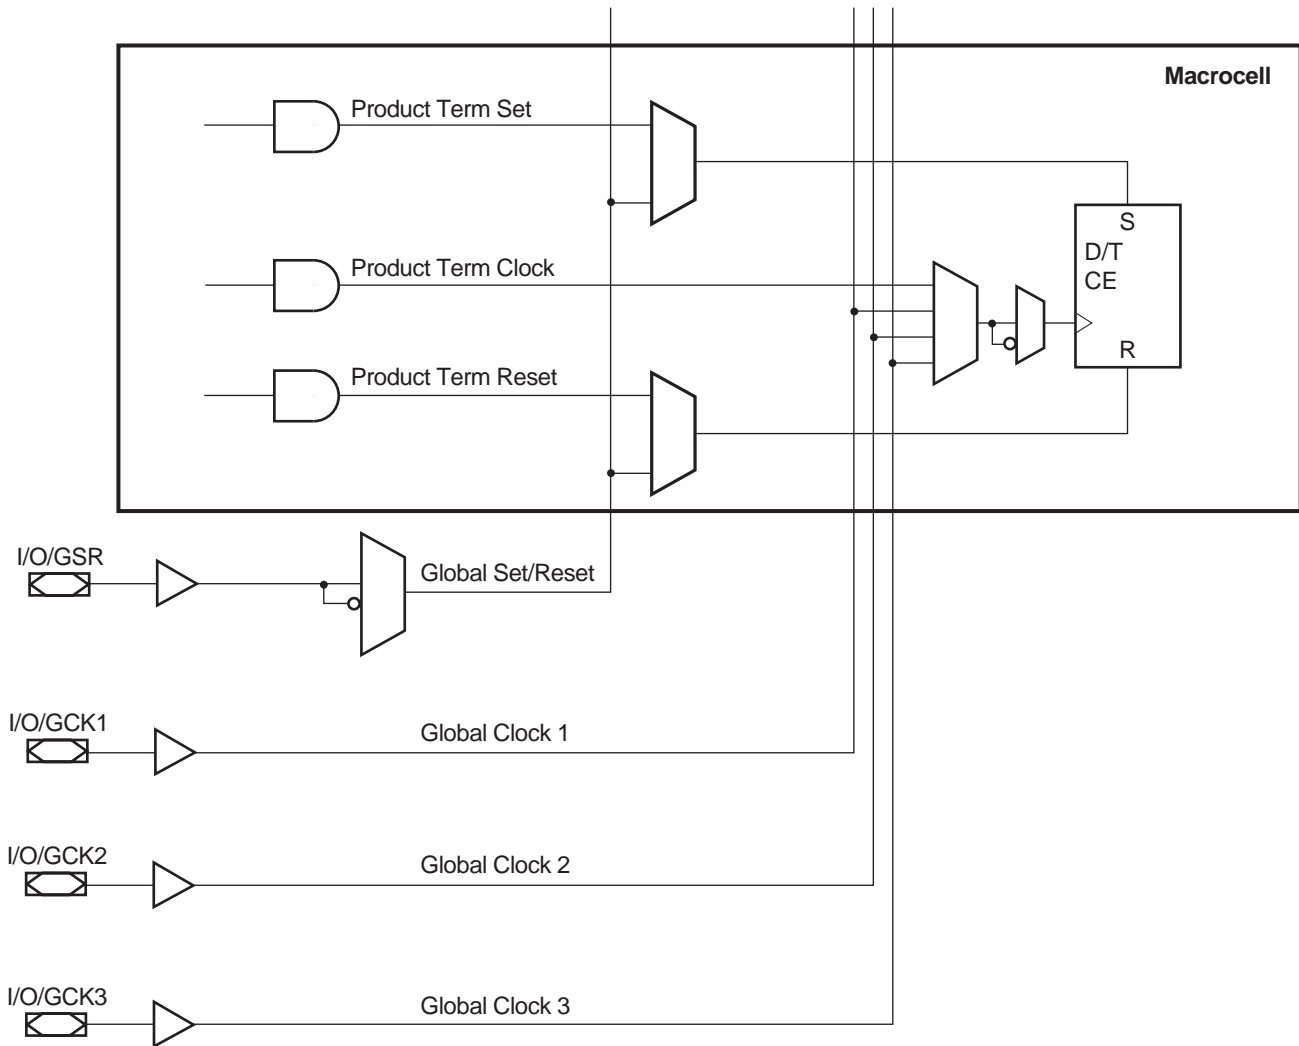 Macrocell
Product Term Set
S
D/T
CE
Product Term Clock
R
Product Term Reset
I/O/GSR
Global Set/Reset
I/O/GCK1
Global Clock 1
I/O/GCK2
Global Clock 2
I/O/GCK3
Global Clock 3